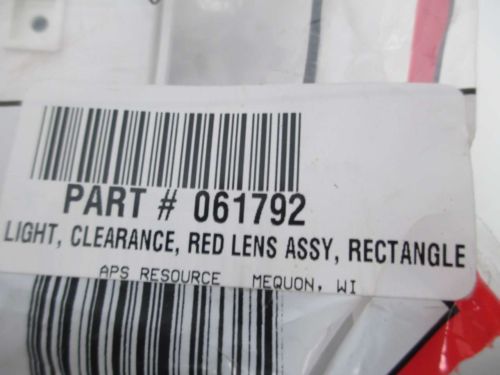 PART # 061792
LIGHT, CLEARANCE, RED LENS ASSY, RECTANGLE
APS RESOURCE MEQUON, WI